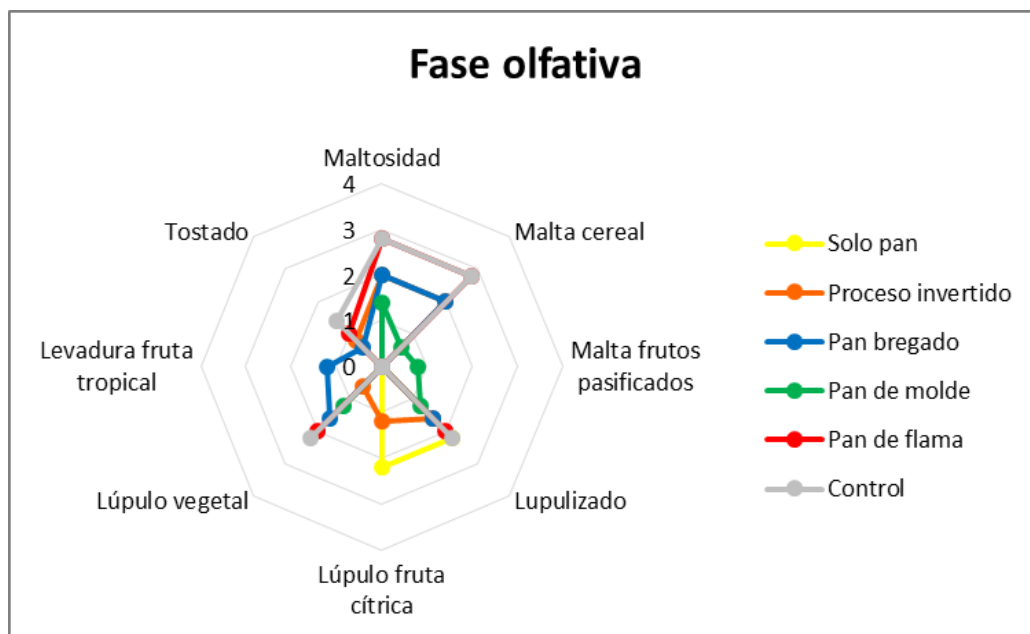 Fase olfativa
Maltosidad
4
3
2
1
0
Malta cereal
Malta frutos
pasificados
Lupulizado
Lúpulo fruta
cítrica
Lúpulo vegetal
Levadura fruta
tropical
Tostado
Solo pan
Proceso invertido
Pan bregado
Pan de molde
Pan de flama
Control